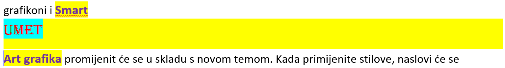 grafikoni i Smart
UMET
Art grafika promijenit će se u skladu s novom temom. Kada primijenite stilove, naslovi će se